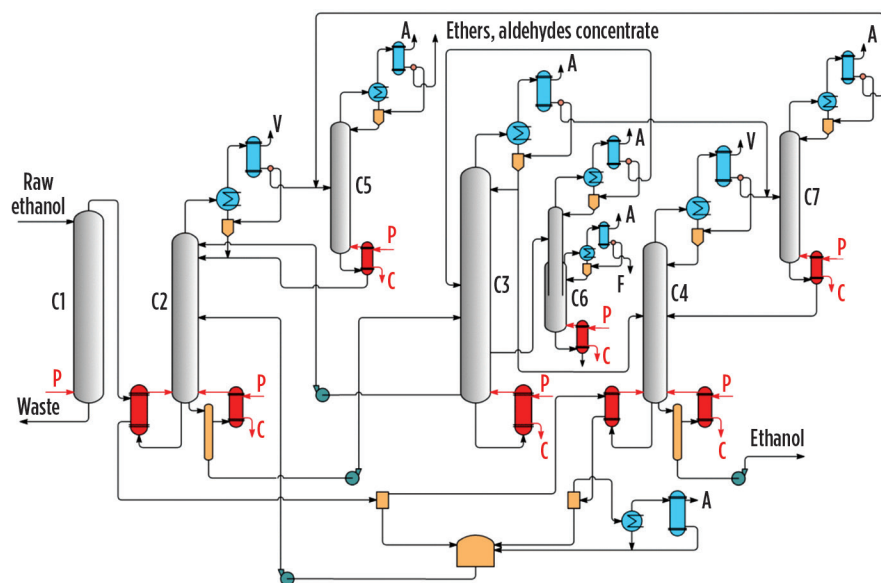 A
Ethers, aldehydes concentrate
A
A
V
A
V
Raw
ethanol
C5
C7
P
C
A
F
P
C
C1
C2
C3
C6
C4
P
C
P
Waste
P
C
P
C
P
C
Ethanol
A